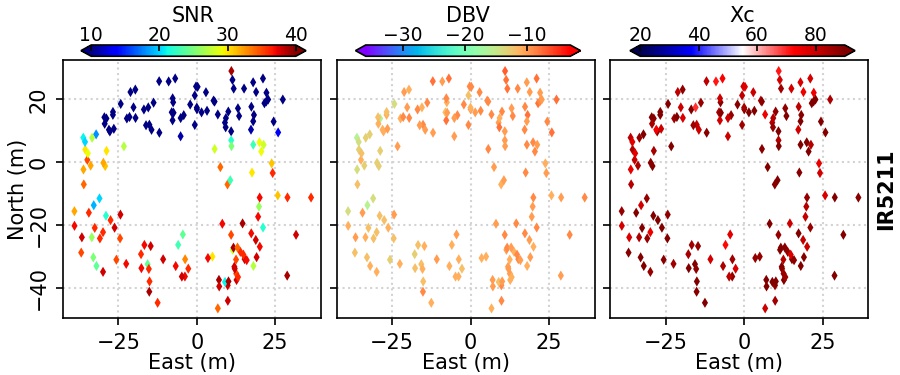 SNR DBV Xc
10 20 30 40 −30 −20 −10 20 40 60 80
20
0
−20
−40
North (m)
−25 0 25 −25 0 25 −25 0 25
East (m) East (m) East (m)
IR5211